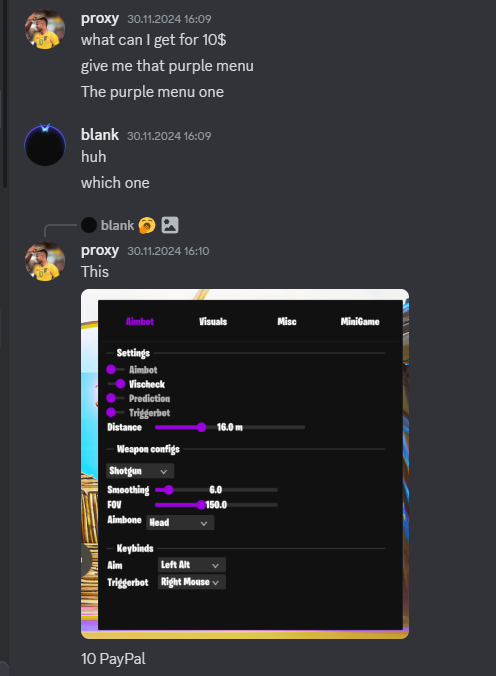 proxy 30.11.2024 16:09
what can I get for 10$
give me that purple menu
The purple menu one
blank 30.11.2024 16:09
huh
which one
blank
proxy 30.11.2024 16:10
This
Aimbot Visuals Misc MiniGame
Settings
Aimbot
Vischeck
Prediction
Triggerbot
Distance 16.0 m
Weapon configs
Shotgun
Smoothing 6.0
FOV 150.0
Aimbone Head
Keybinds
Aim Left Alt
Triggerbot Right Mouse
10 PayPal